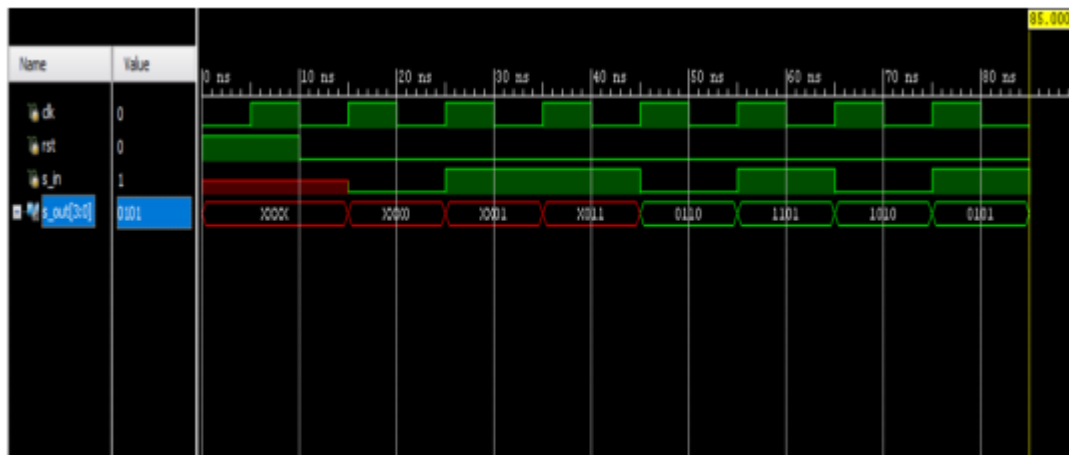 85.000
Name Value
0 ns 10 ns 20 ns 30 ns 40 ns 50 ns 60 ns 70 ns 80 ns
clk 0
rst 0
s_in 1
s_out[3:0] 0101 XXXX XXX0 XX01 X011 0110 1101 1010 0101